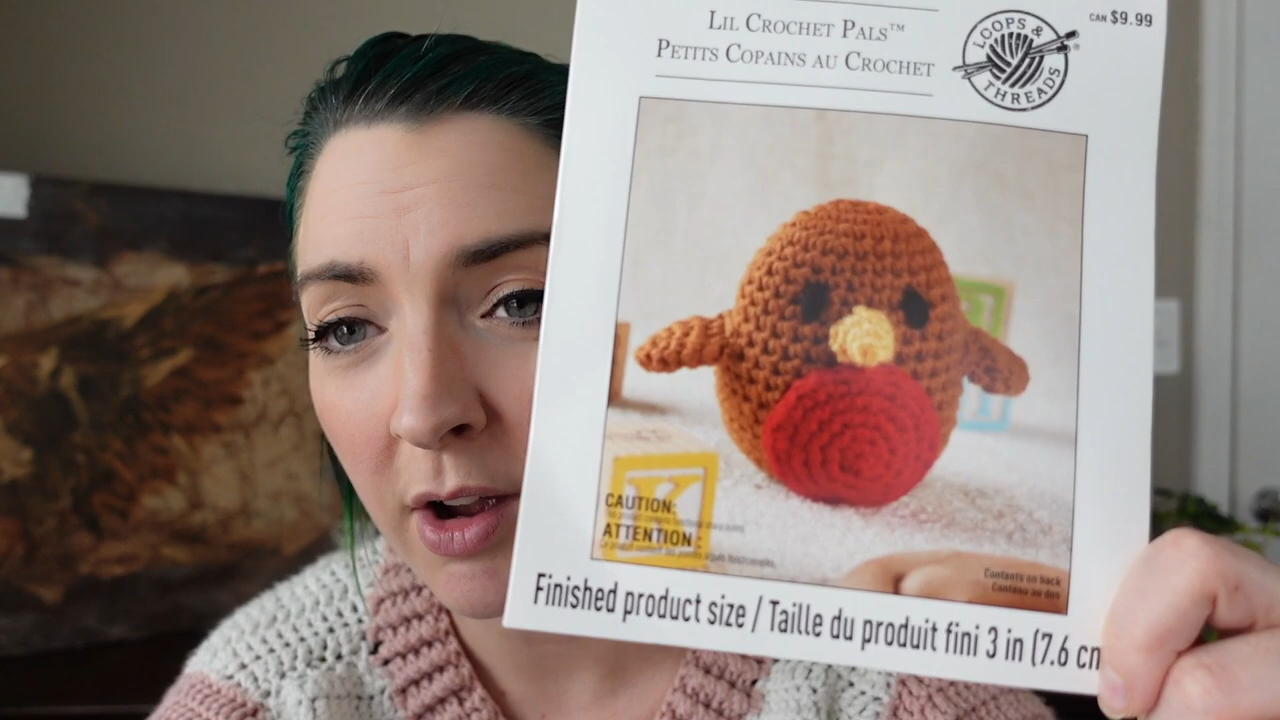 LIL CROCHET PALS™
PETITS COPAINS AU CROCHET
LOOPS & THREADS®
CAN $9.99
CAUTION:
ATTENTION :
Contents on back
Contenu au dos
Finished product size / Taille du produit fini 3 in (7.6 cm